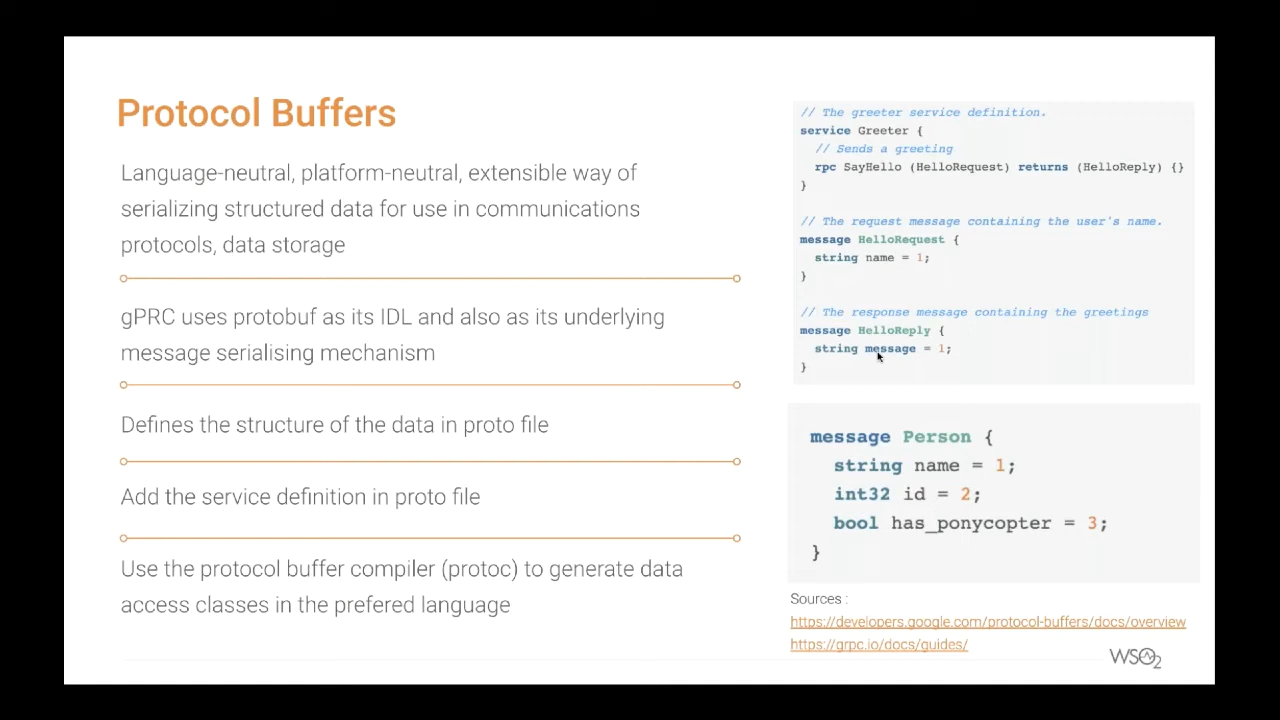 Protocol Buffers
Language-neutral, platform-neutral, extensible way of
serializing structured data for use in communications
protocols, data storage
gPRC uses protobuf as its IDL and also as its underlying
message serialising mechanism
Defines the structure of the data in proto file
Add the service definition in proto file
Use the protocol buffer compiler (protoc) to generate data
access classes in the prefered language
// The greeter service definition.
service Greeter {
  // Sends a greeting
  rpc SayHello (HelloRequest) returns (HelloReply) {}
}
// The request message containing the user's name.
message HelloRequest {
  string name = 1;
}
// The response message containing the greetings
message HelloReply {
  string message = 1;
}
message Person {
  string name = 1;
  int32 id = 2;
  bool has_ponycopter = 3;
}
Sources :
https://developers.google.com/protocol-buffers/docs/overview
https://grpc.io/docs/guides/
WSO2